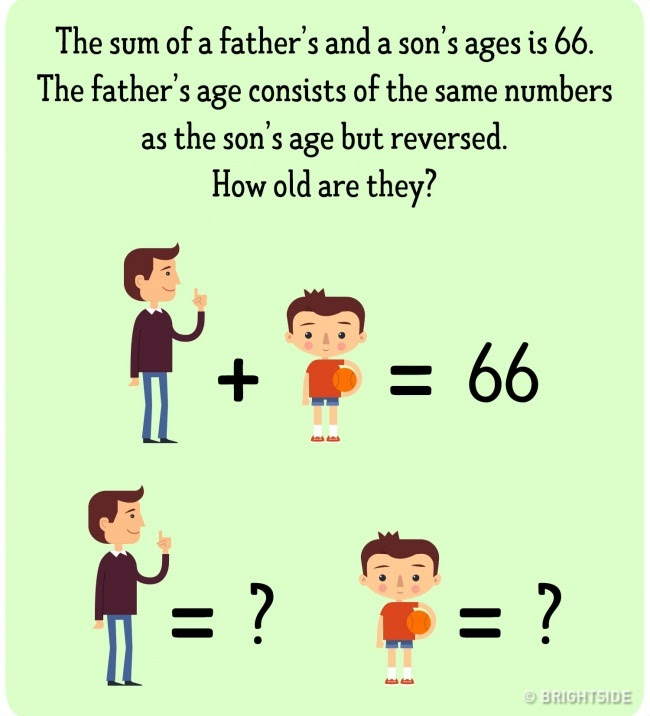 The sum of a father's and a son's ages is 66.
The father's age consists of the same numbers
as the son's age but reversed.
How old are they?
+ = 66
= ? = ?
© BRIGHTSIDE